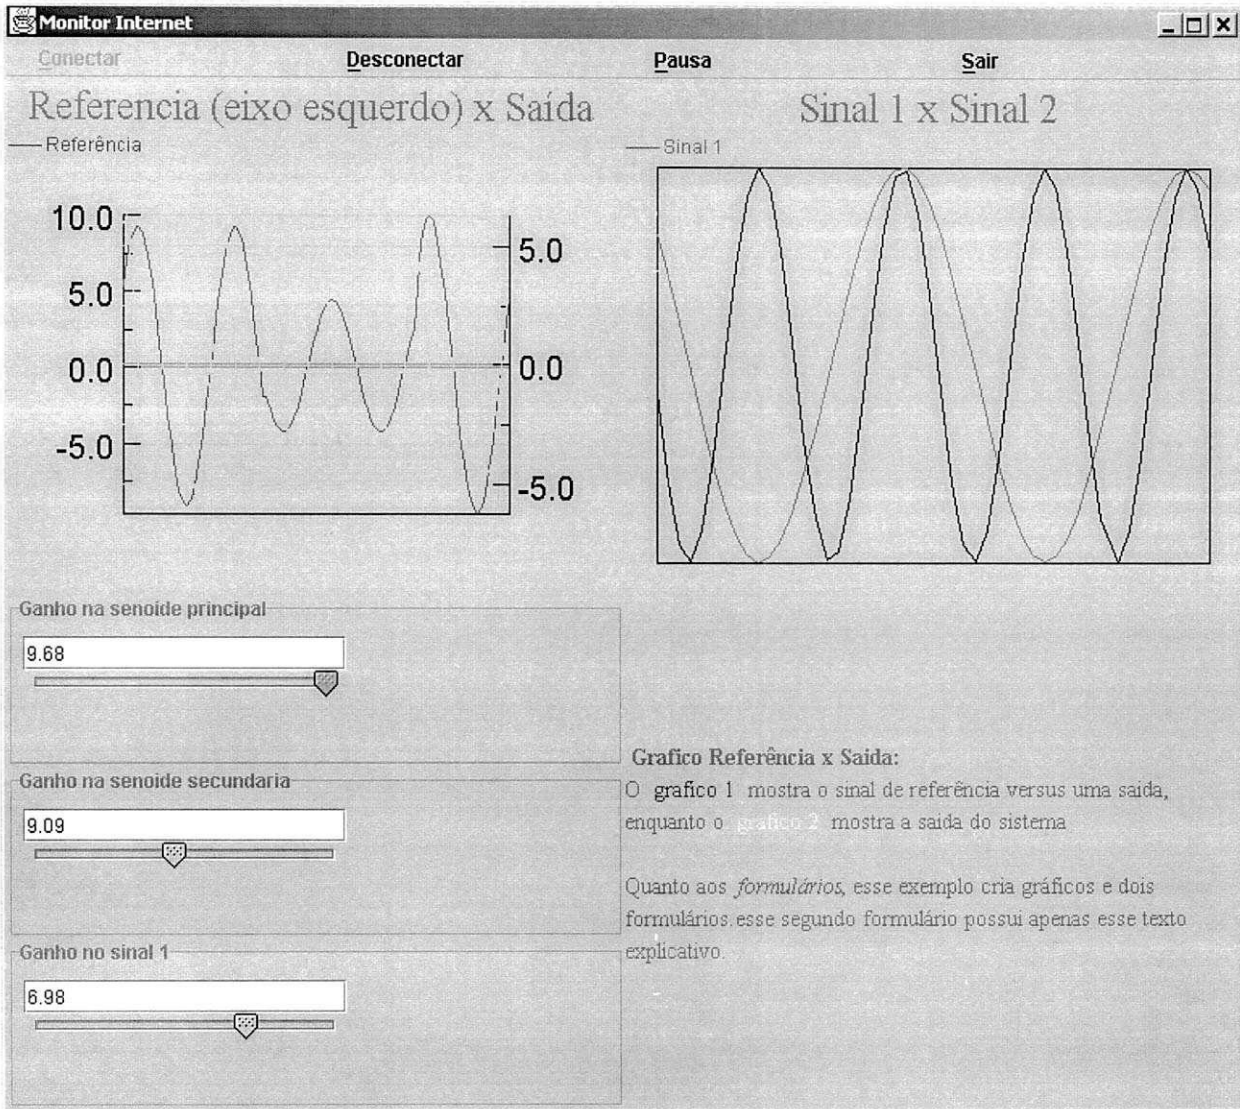 Monitor Internet
Conectar Desconectar Pausa Sair
Referencia (eixo esquerdo) x Saída
Referência
10.0
5.0
0.0
-5.0
5.0
0.0
-5.0
Sinal 1 x Sinal 2
Sinal 1
Ganho na senoide principal
9.68
Ganho na senoide secundaria
9.09
Ganho no sinal 1
6.98
Grafico Referência x Saida:
O grafico 1 mostra o sinal de referência versus uma saida,
enquanto o grafico 2 mostra a saida do sistema
Quanto aos formulários, esse exemplo cria gráficos e dois
formulários.esse segundo formulário possui apenas esse texto
explicativo.